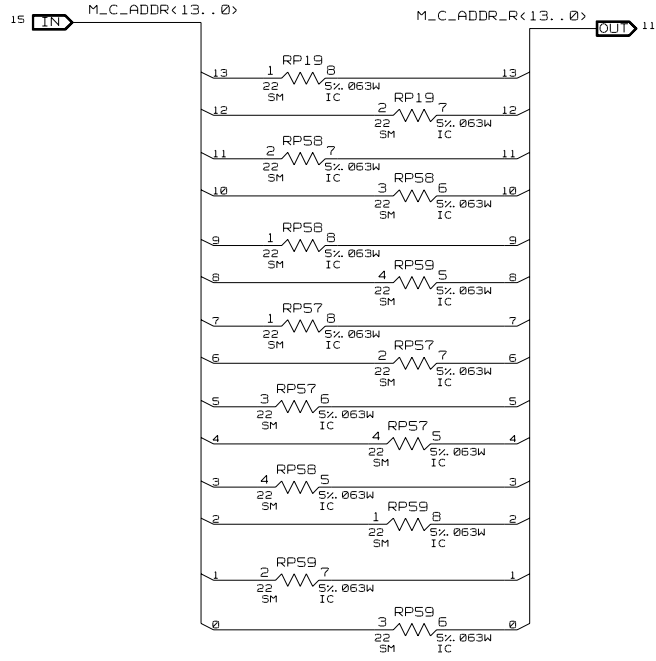 M_C_ADDR<13..0>
M_C_ADDR_R<13..0>
15 IN
OUT 11
RP19
13 1 8 13
22 5%.063W
SM IC
RP19
12 2 7 12
22 5%.063W
SM IC
RP58
11 2 7 11
22 5%.063W
SM IC
RP58
10 3 6 10
22 5%.063W
SM IC
RP58
9 1 8 9
22 5%.063W
SM IC
RP59
8 4 5 8
22 5%.063W
SM IC
RP57
7 1 8 7
22 5%.063W
SM IC
RP57
6 2 7 6
22 5%.063W
SM IC
RP57
5 3 6 5
22 5%.063W
SM IC
RP57
4 4 5 4
22 5%.063W
SM IC
RP58
3 4 5 3
22 5%.063W
SM IC
RP59
2 1 8 2
22 5%.063W
SM IC
RP59
1 2 7 1
22 5%.063W
SM IC
RP59
0 3 6 0
22 5%.063W
SM IC